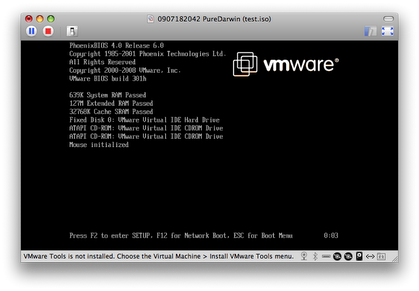 0907182042 PureDarwin (test.iso)
PhoenixBIOS 4.0 Release 6.0
Copyright 1985-2001 Phoenix Technologies Ltd.
All Rights Reserved
Copyright 2000-2008 VMware, Inc.
VMware BIOS build 301h
vmware®
639K System RAM Passed
127M Extended RAM Passed
32768K Cache SRAM Passed
Fixed Disk 0: VMware Virtual IDE Hard Drive
ATAPI CD-ROM: VMware Virtual IDE CDROM Drive
ATAPI CD-ROM: VMware Virtual IDE CDROM Drive
Mouse initialized
Press F2 to enter SETUP, F12 for Network Boot, ESC for Boot Menu 0:03
VMware Tools is not installed. Choose the Virtual Machine > Install VMware Tools menu.